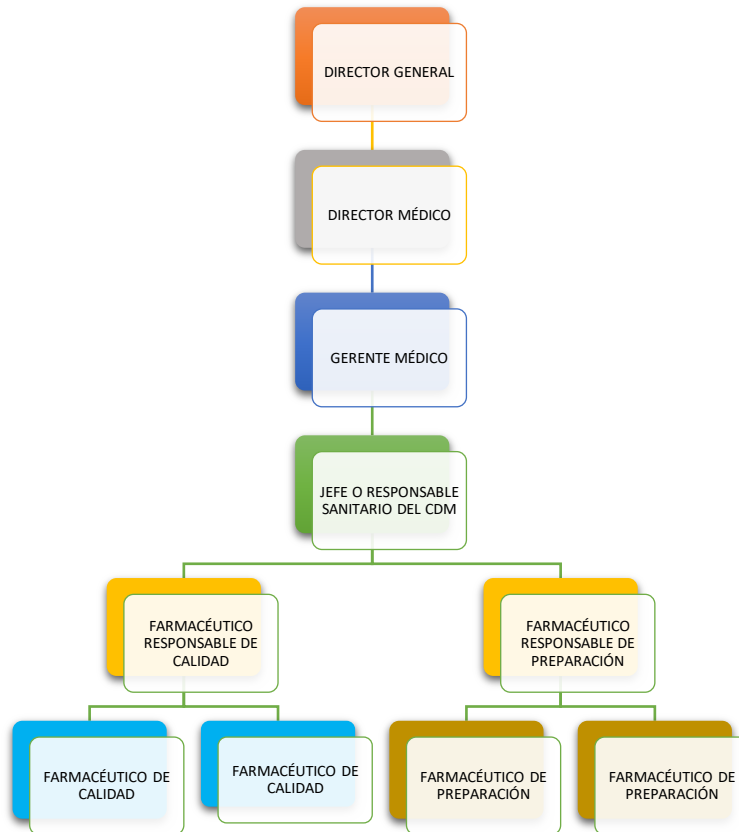 DIRECTOR GENERAL
DIRECTOR MÉDICO
GERENTE MÉDICO
JEFE O RESPONSABLE
SANITARIO DEL CDM
FARMACÉUTICO
RESPONSABLE DE
CALIDAD
FARMACÉUTICO
RESPONSABLE DE
PREPARACIÓN
FARMACÉUTICO DE
CALIDAD
FARMACÉUTICO DE
CALIDAD
FARMACÉUTICO DE
PREPARACIÓN
FARMACÉUTICO DE
PREPARACIÓN